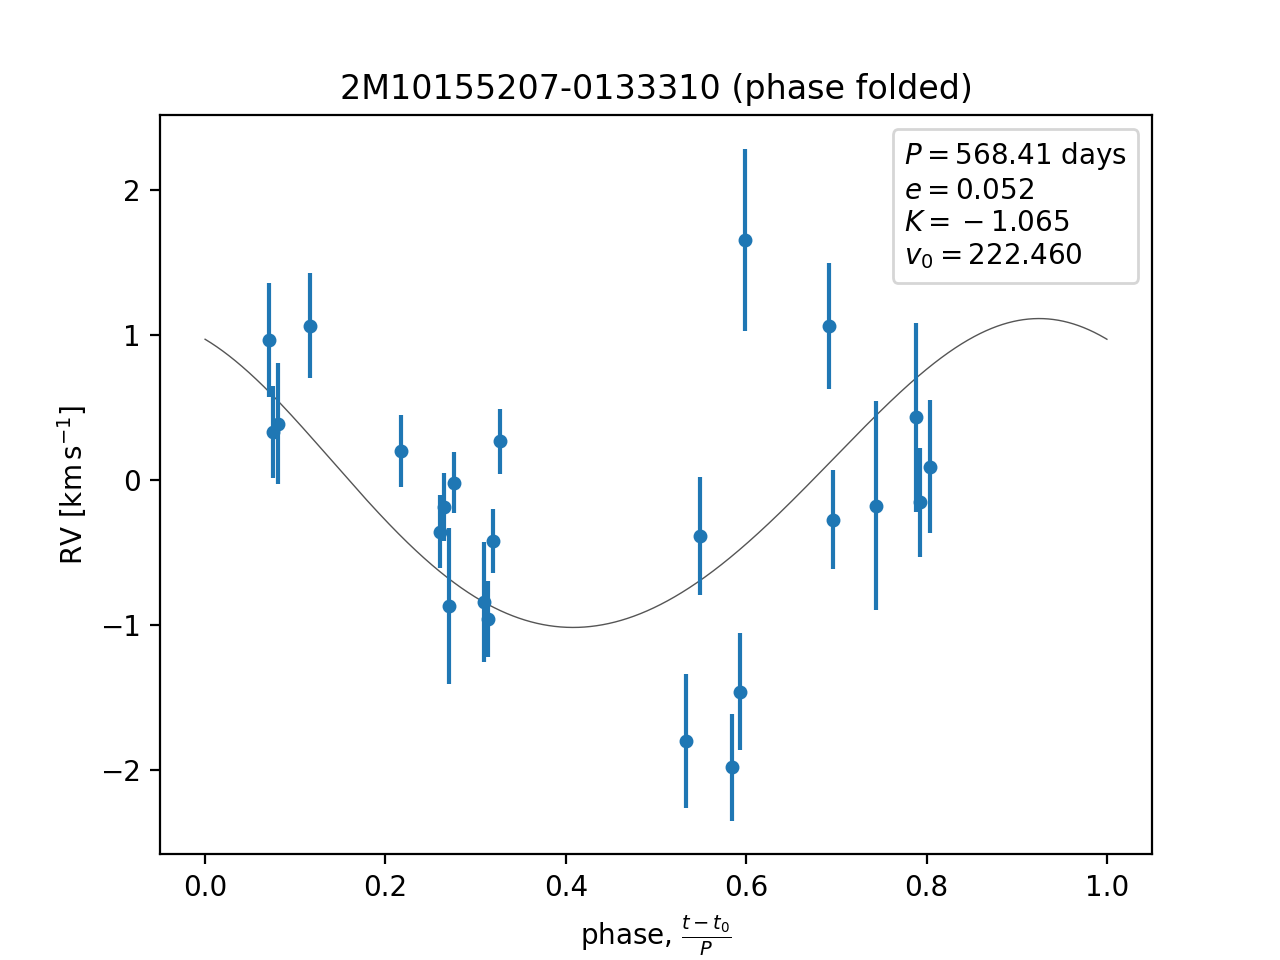 2M10155207-0133310 (phase folded)
P = 568.41 days
e = 0.052
K = −1.065
v₀ = 222.460
RV [km s⁻¹]
2
1
0
−1
−2
0.0 0.2 0.4 0.6 0.8 1.0
phase, (t − t₀)/P